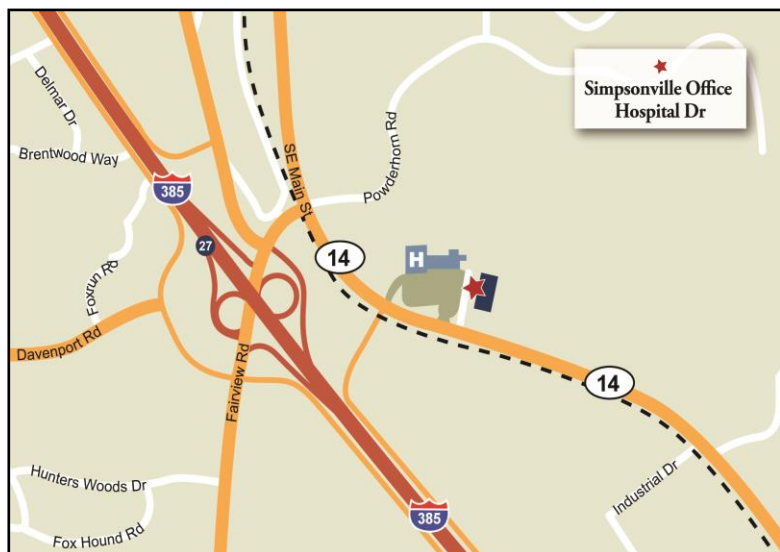 Simpsonville Office
Hospital Dr
Delmar Dr
Brentwood Way
385
SE Main St
Powderhorn Rd
27
14
H
Foxrun Rd
Davenport Rd
Fairview Rd
14
Hunters Woods Dr
Industrial Dr
385
Fox Hound Rd